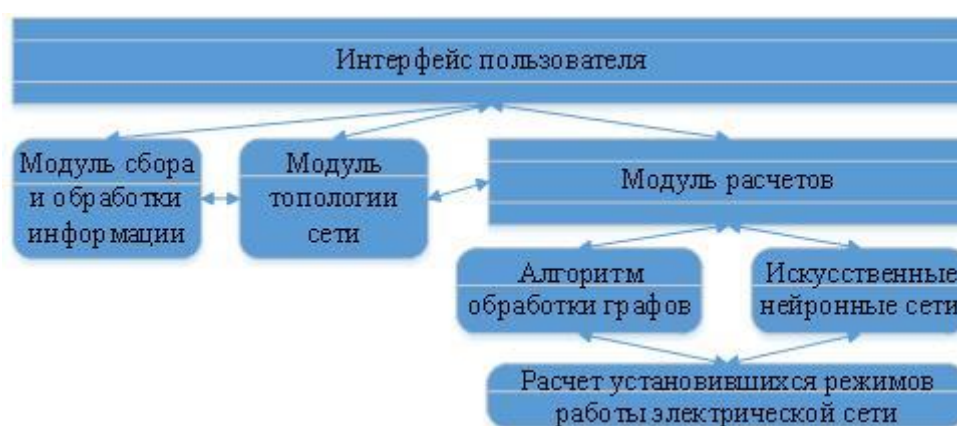 Интерфейс пользователя
Модуль сбора
и обработки
информации
Модуль
топологии
сети
Модуль расчетов
Алгоритм
обработки графов
Искусственные
нейронные сети
Расчет установившихся режимов
работы электрической сети